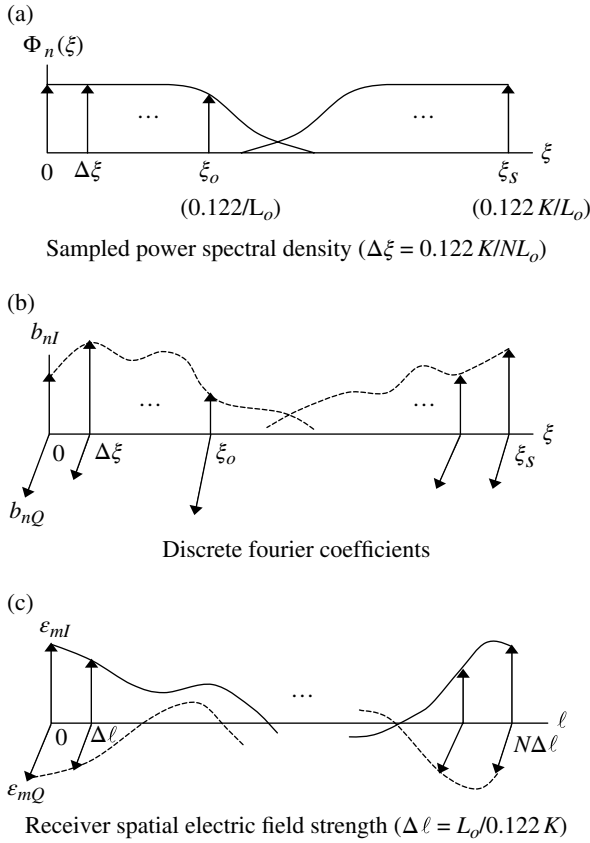 (a)
Φn(ξ)
… …
0 Δξ ξo ξs ξ
(0.122/Lo) (0.122 K/Lo)
Sampled power spectral density (Δξ = 0.122 K/NLo)
(b)
bnI
… …
0 Δξ ξo ξs ξ
bnQ
Discrete fourier coefficients
(c)
εmI
…
0 Δℓ NΔℓ ℓ
εmQ
Receiver spatial electric field strength (Δℓ = Lo/0.122 K)